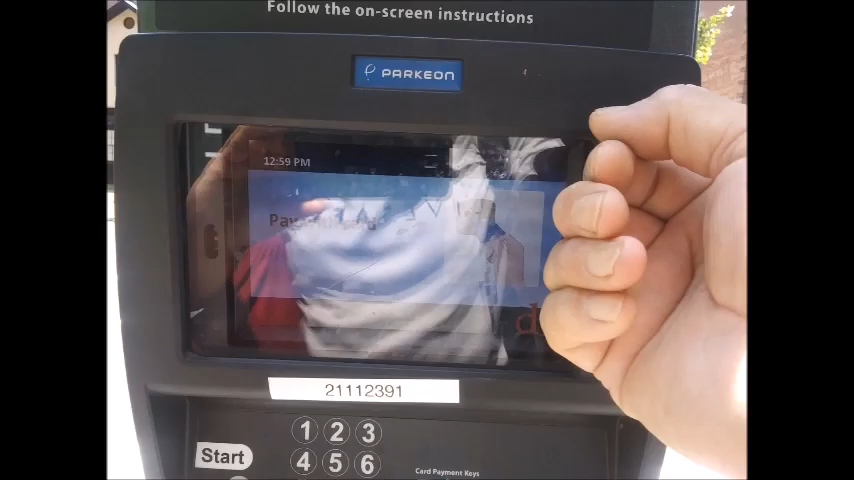 Follow the on-screen instructions
PARKEON
12:59 PM
Pay
d
21112391
1 2 3
Start
4 5 6
Card Payment Keys